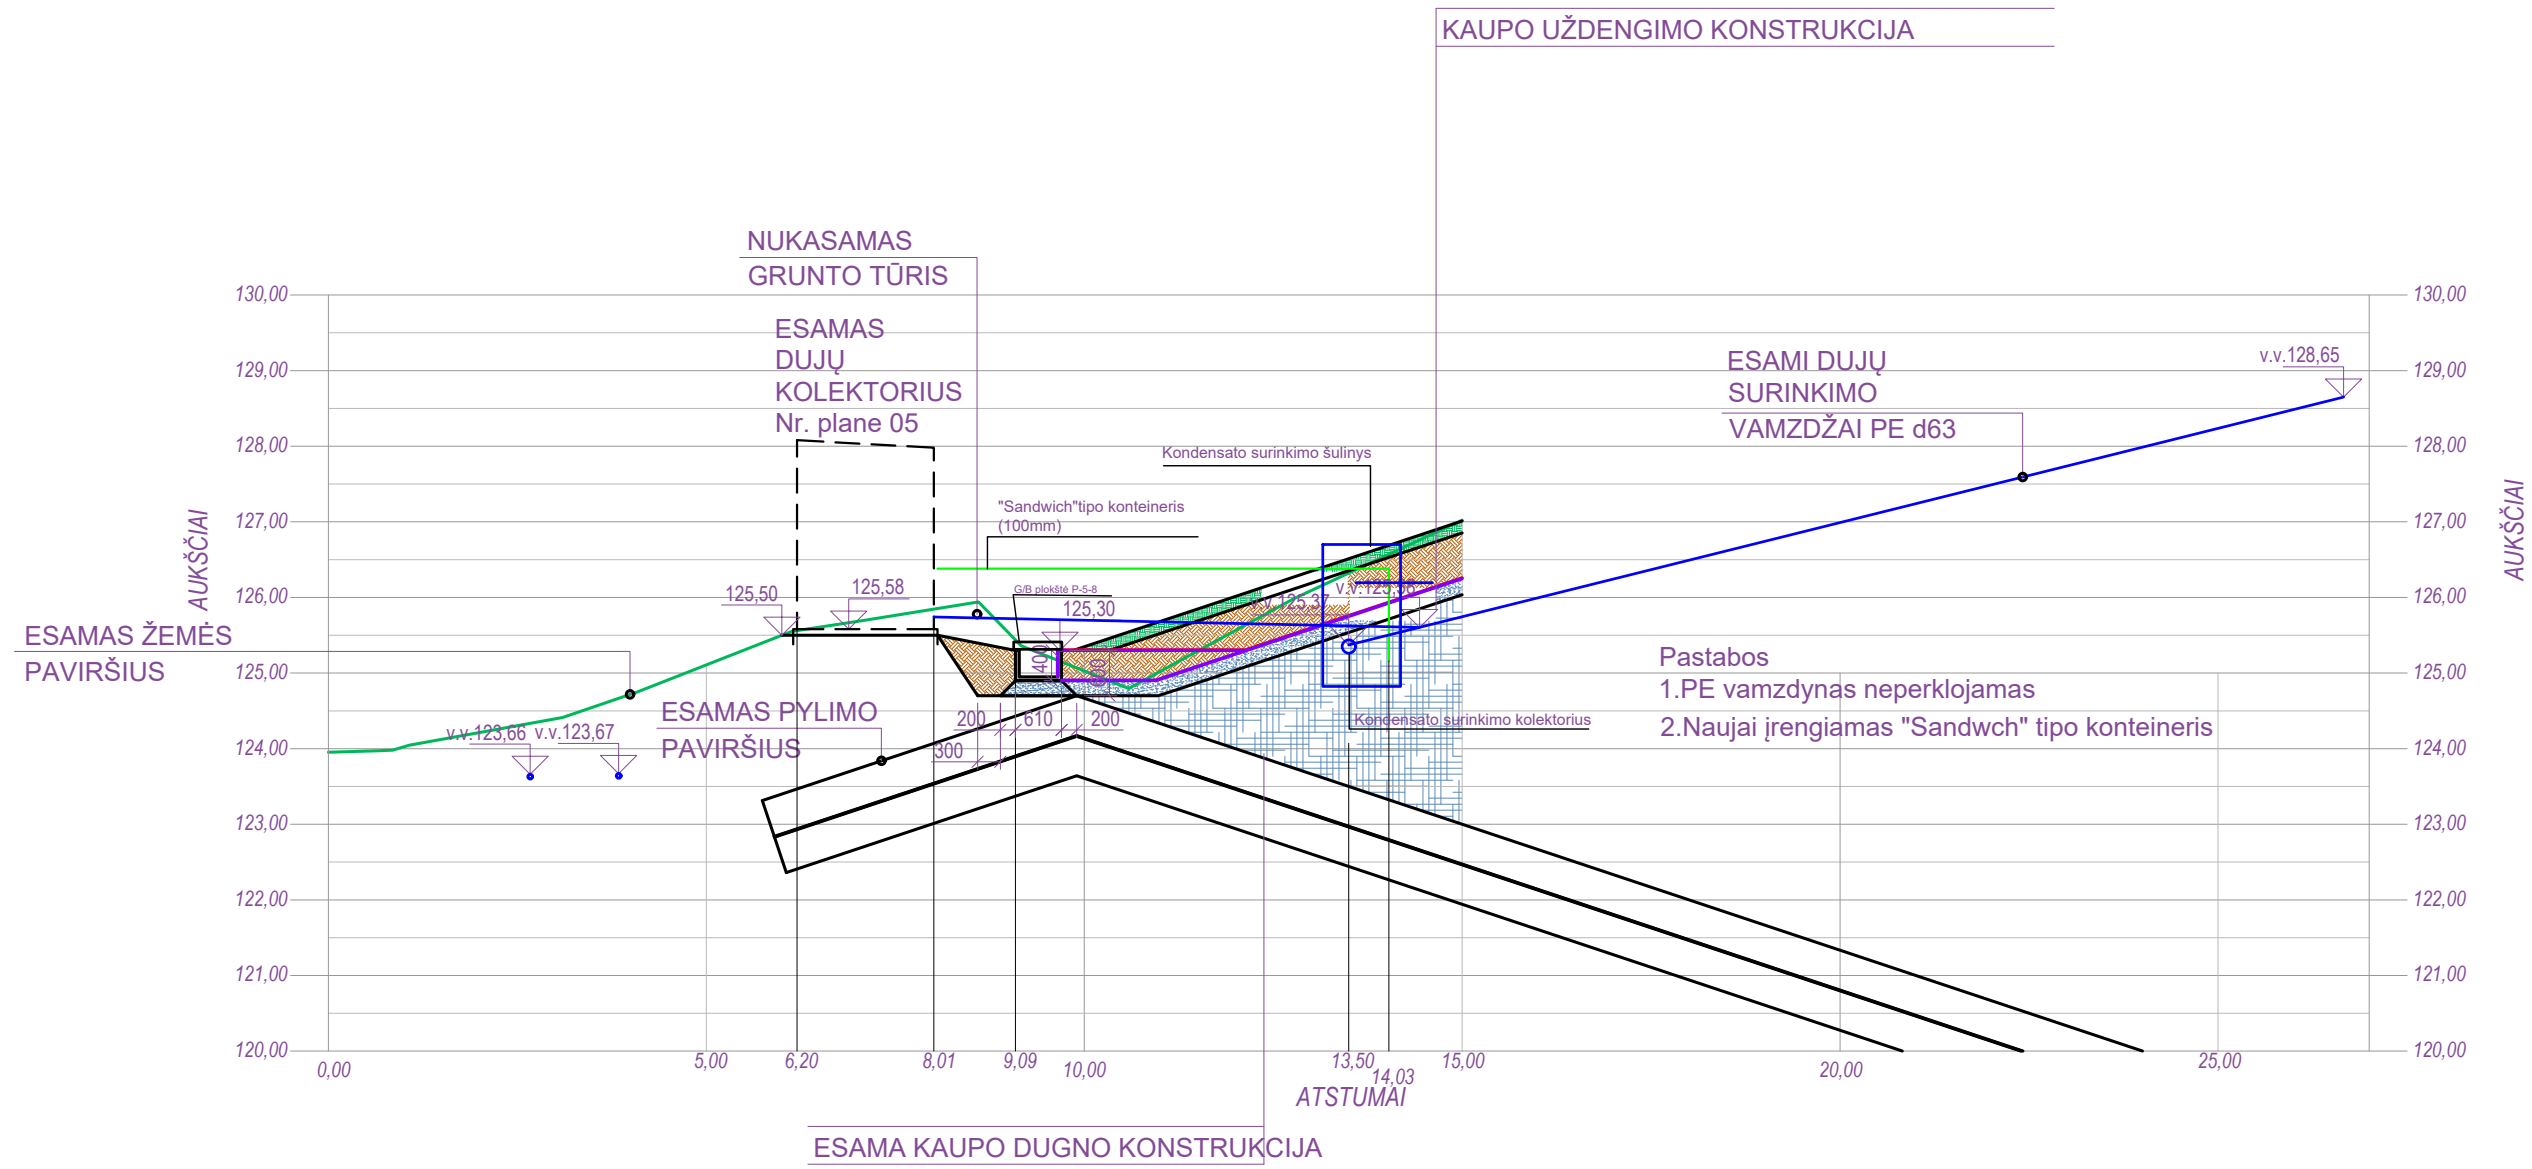 KAUPO UŽDENGIMO KONSTRUKCIJA
NUKASAMAS
GRUNTO TŪRIS
130,00
130,00
ESAMAS
DUJŲ
KOLEKTORIUS
Nr. plane 05
129,00
129,00
v.v.128,65
ESAMI DUJŲ
SURINKIMO
VAMZDŽAI PE d63
128,00
128,00
Kondensato surinkimo šulinys
"Sandwich"tipo konteineris
(100mm)
127,00
127,00
AUKŠČIAI
AUKŠČIAI
126,00
126,00
125,50
125,58
G/B plokštė P-5-8
125,30
v.v.125,37
v.v.125,58
ESAMAS ŽEMĖS
PAVIRŠIUS
400
600
125,00
125,00
Pastabos
1.PE vamzdynas neperklojamas
2.Naujai įrengiamas "Sandwch" tipo konteineris
ESAMAS PYLIMO
PAVIRŠIUS
200
610
200
300
Kondensato surinkimo kolektorius
v.v.123,66
v.v.123,67
124,00
124,00
123,00
123,00
122,00
122,00
121,00
121,00
120,00
120,00
0,00
5,00
6,20
8,01
9,09
10,00
13,50
14,03
15,00
20,00
25,00
ATSTUMAI
ESAMA KAUPO DUGNO KONSTRUKCIJA